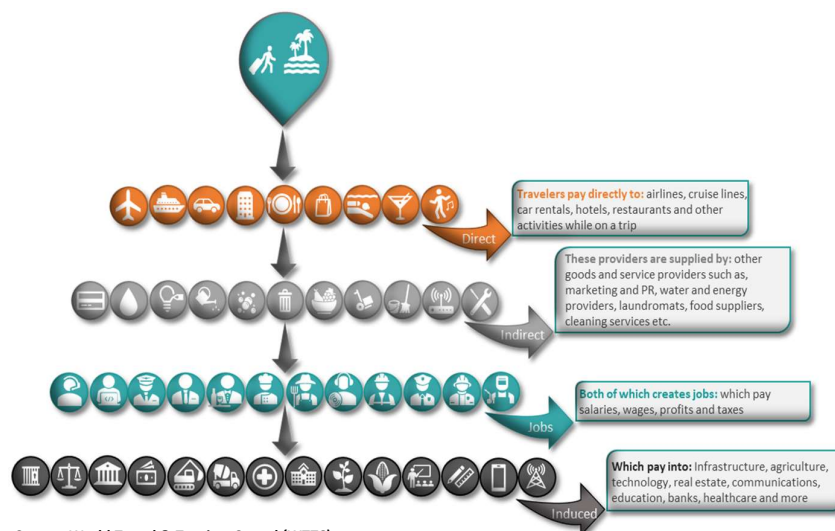 Travelers pay directly to: airlines, cruise lines,
car rentals, hotels, restaurants and other
activities while on a trip
Direct
These providers are supplied by: other
goods and service providers such as,
marketing and PR, water and energy
providers, laundromats, food suppliers,
cleaning services etc.
Indirect
Both of which creates jobs: which pay
salaries, wages, profits and taxes
Jobs
Which pay into: Infrastructure, agriculture,
technology, real estate, communications,
education, banks, healthcare and more
Induced